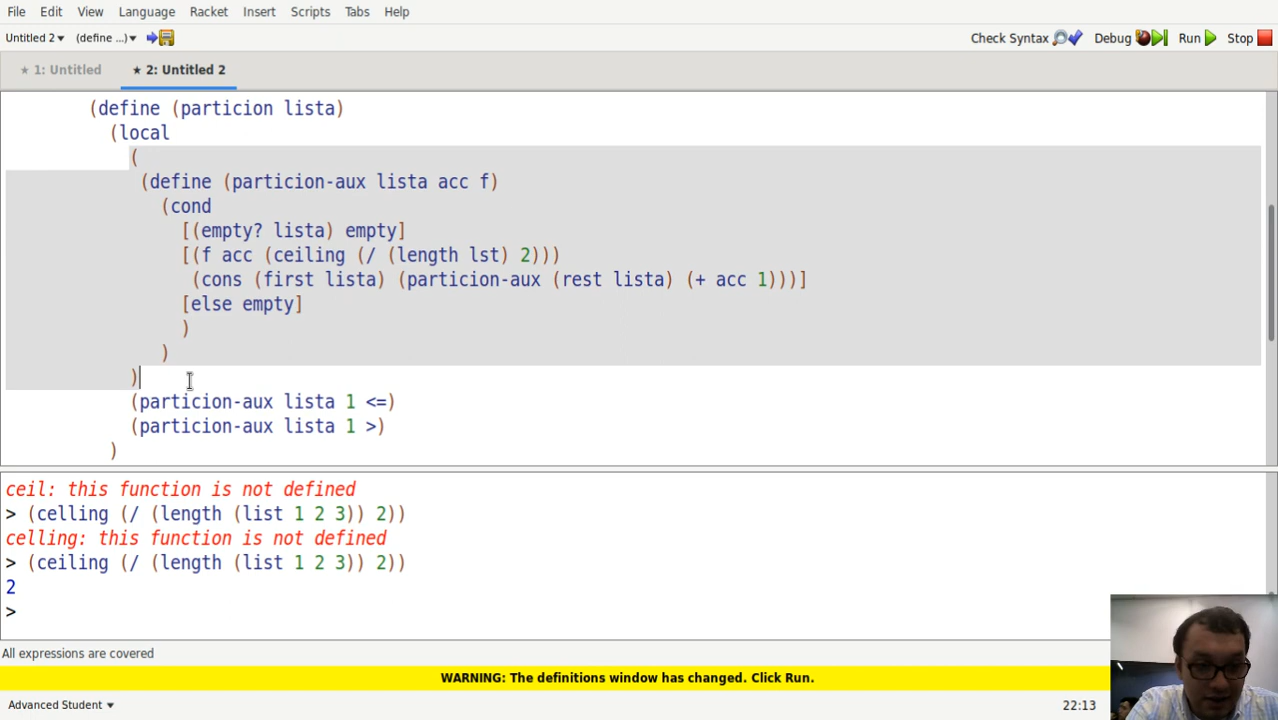 File Edit View Language Racket Insert Scripts Tabs Help
Untitled 2▾ (define ...)▾ Check Syntax Debug Run Stop
★ 1: Untitled ★ 2: Untitled 2
(define (particion lista)
(local
(
(define (particion-aux lista acc f)
(cond
[(empty? lista) empty]
[(f acc (ceiling (/ (length lst) 2)))
(cons (first lista) (particion-aux (rest lista) (+ acc 1)))]
[else empty]
)
)
)
(particion-aux lista 1 <=)
(particion-aux lista 1 >)
)
ceil: this function is not defined
> (celling (/ (length (list 1 2 3)) 2))
celling: this function is not defined
> (ceiling (/ (length (list 1 2 3)) 2))
2
>
All expressions are covered
WARNING: The definitions window has changed. Click Run.
Advanced Student ▾ 22:13